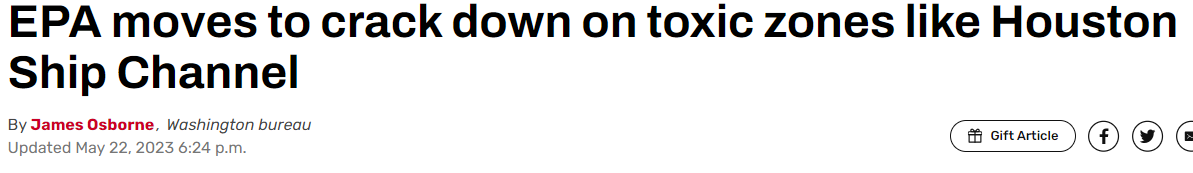 EPA moves to crack down on toxic zones like Houston
Ship Channel
By James Osborne, Washington bureau
Updated May 22, 2023 6:24 p.m.
Gift Article